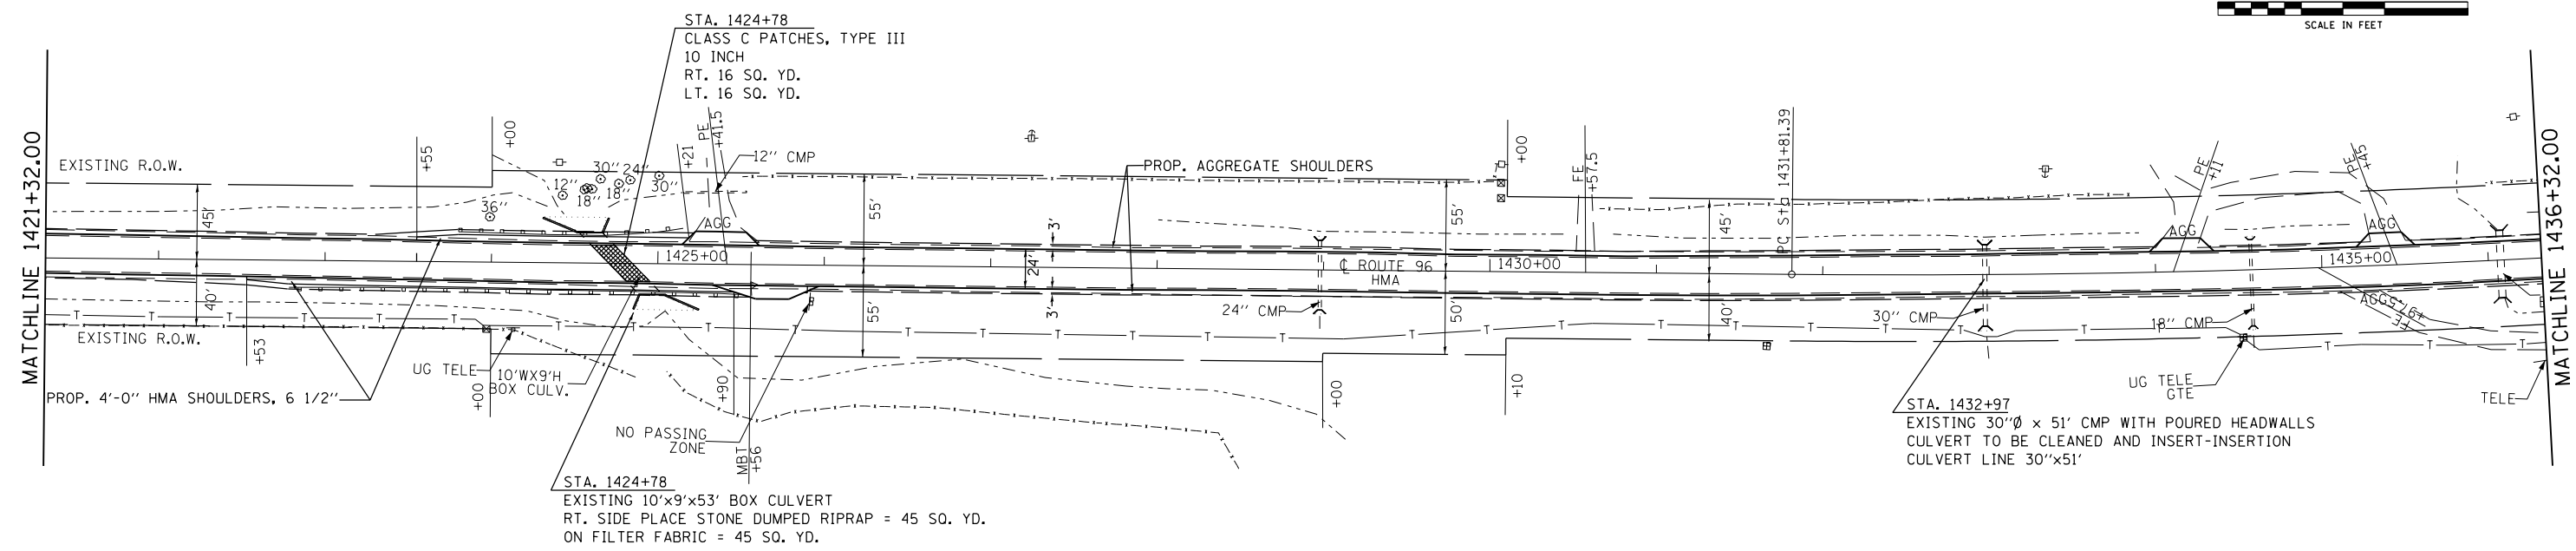 STA. 1424+78
CLASS C PATCHES, TYPE III
10 INCH
RT. 16 SQ. YD.
LT. 16 SQ. YD.
SCALE IN FEET
MATCHLINE 1421+32.00
EXISTING R.O.W.
45'
40'
+55
+00
36"
12"
18"
30"
18"
24"
30"
+21
PE
+41.5
12" CMP
AGG
1425+00
55'
55'
PROP. AGGREGATE SHOULDERS
3'
24'
3'
℄ ROUTE 96
HMA
24" CMP
55'
50'
+00
1430+00
FE
+57.5
45'
40'
PC Sta 1431+81.39
30" CMP
18" CMP
AGG
PE
+11
PE
+45
AGG
1435+00
AGG
FE
+97.5
MATCHLINE 1436+32.00
EXISTING R.O.W.
T T T T T T T T T T T T T T T T T T
+53
+00
UG TELE
10'WX9'H
BOX CULV.
PROP. 4'-0" HMA SHOULDERS, 6 1/2"
NO PASSING
ZONE
+90
MBT
+56
+00
+10
UG TELE
GTE
TELE
STA. 1432+97
EXISTING 30"Ø x 51' CMP WITH POURED HEADWALLS
CULVERT TO BE CLEANED AND INSERT-INSERTION
CULVERT LINE 30"x51'
STA. 1424+78
EXISTING 10'x9'x53' BOX CULVERT
RT. SIDE PLACE STONE DUMPED RIPRAP = 45 SQ. YD.
ON FILTER FABRIC = 45 SQ. YD.